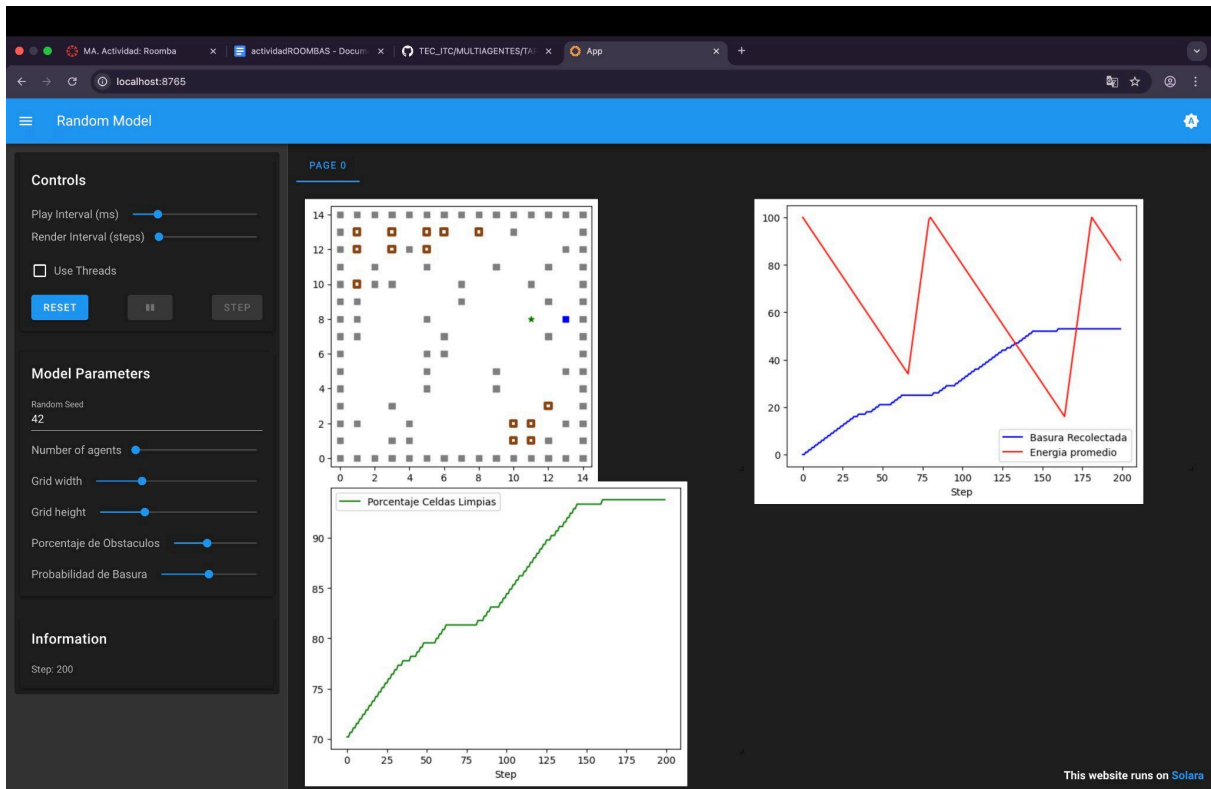 MA. Actividad: Roomba
actividadROOMBAS - Docum
TEC_ITC/MULTIAGENTES/TA
App
localhost:8765
Random Model
Controls
Play Interval (ms)
Render Interval (steps)
Use Threads
RESET
STEP
Model Parameters
Random Seed
42
Number of agents
Grid width
Grid height
Porcentaje de Obstaculos
Probabilidad de Basura
Information
Step: 200
PAGE 0
14
12
10
8
6
4
2
0
0 2 4 6 8 10 12 14
100
80
60
40
20
0
Basura Recolectada
Energia promedio
0 25 50 75 100 125 150 175 200
Step
Porcentaje Celdas Limpias
90
85
80
75
70
0 25 50 75 100 125 150 175 200
Step
This website runs on Solara